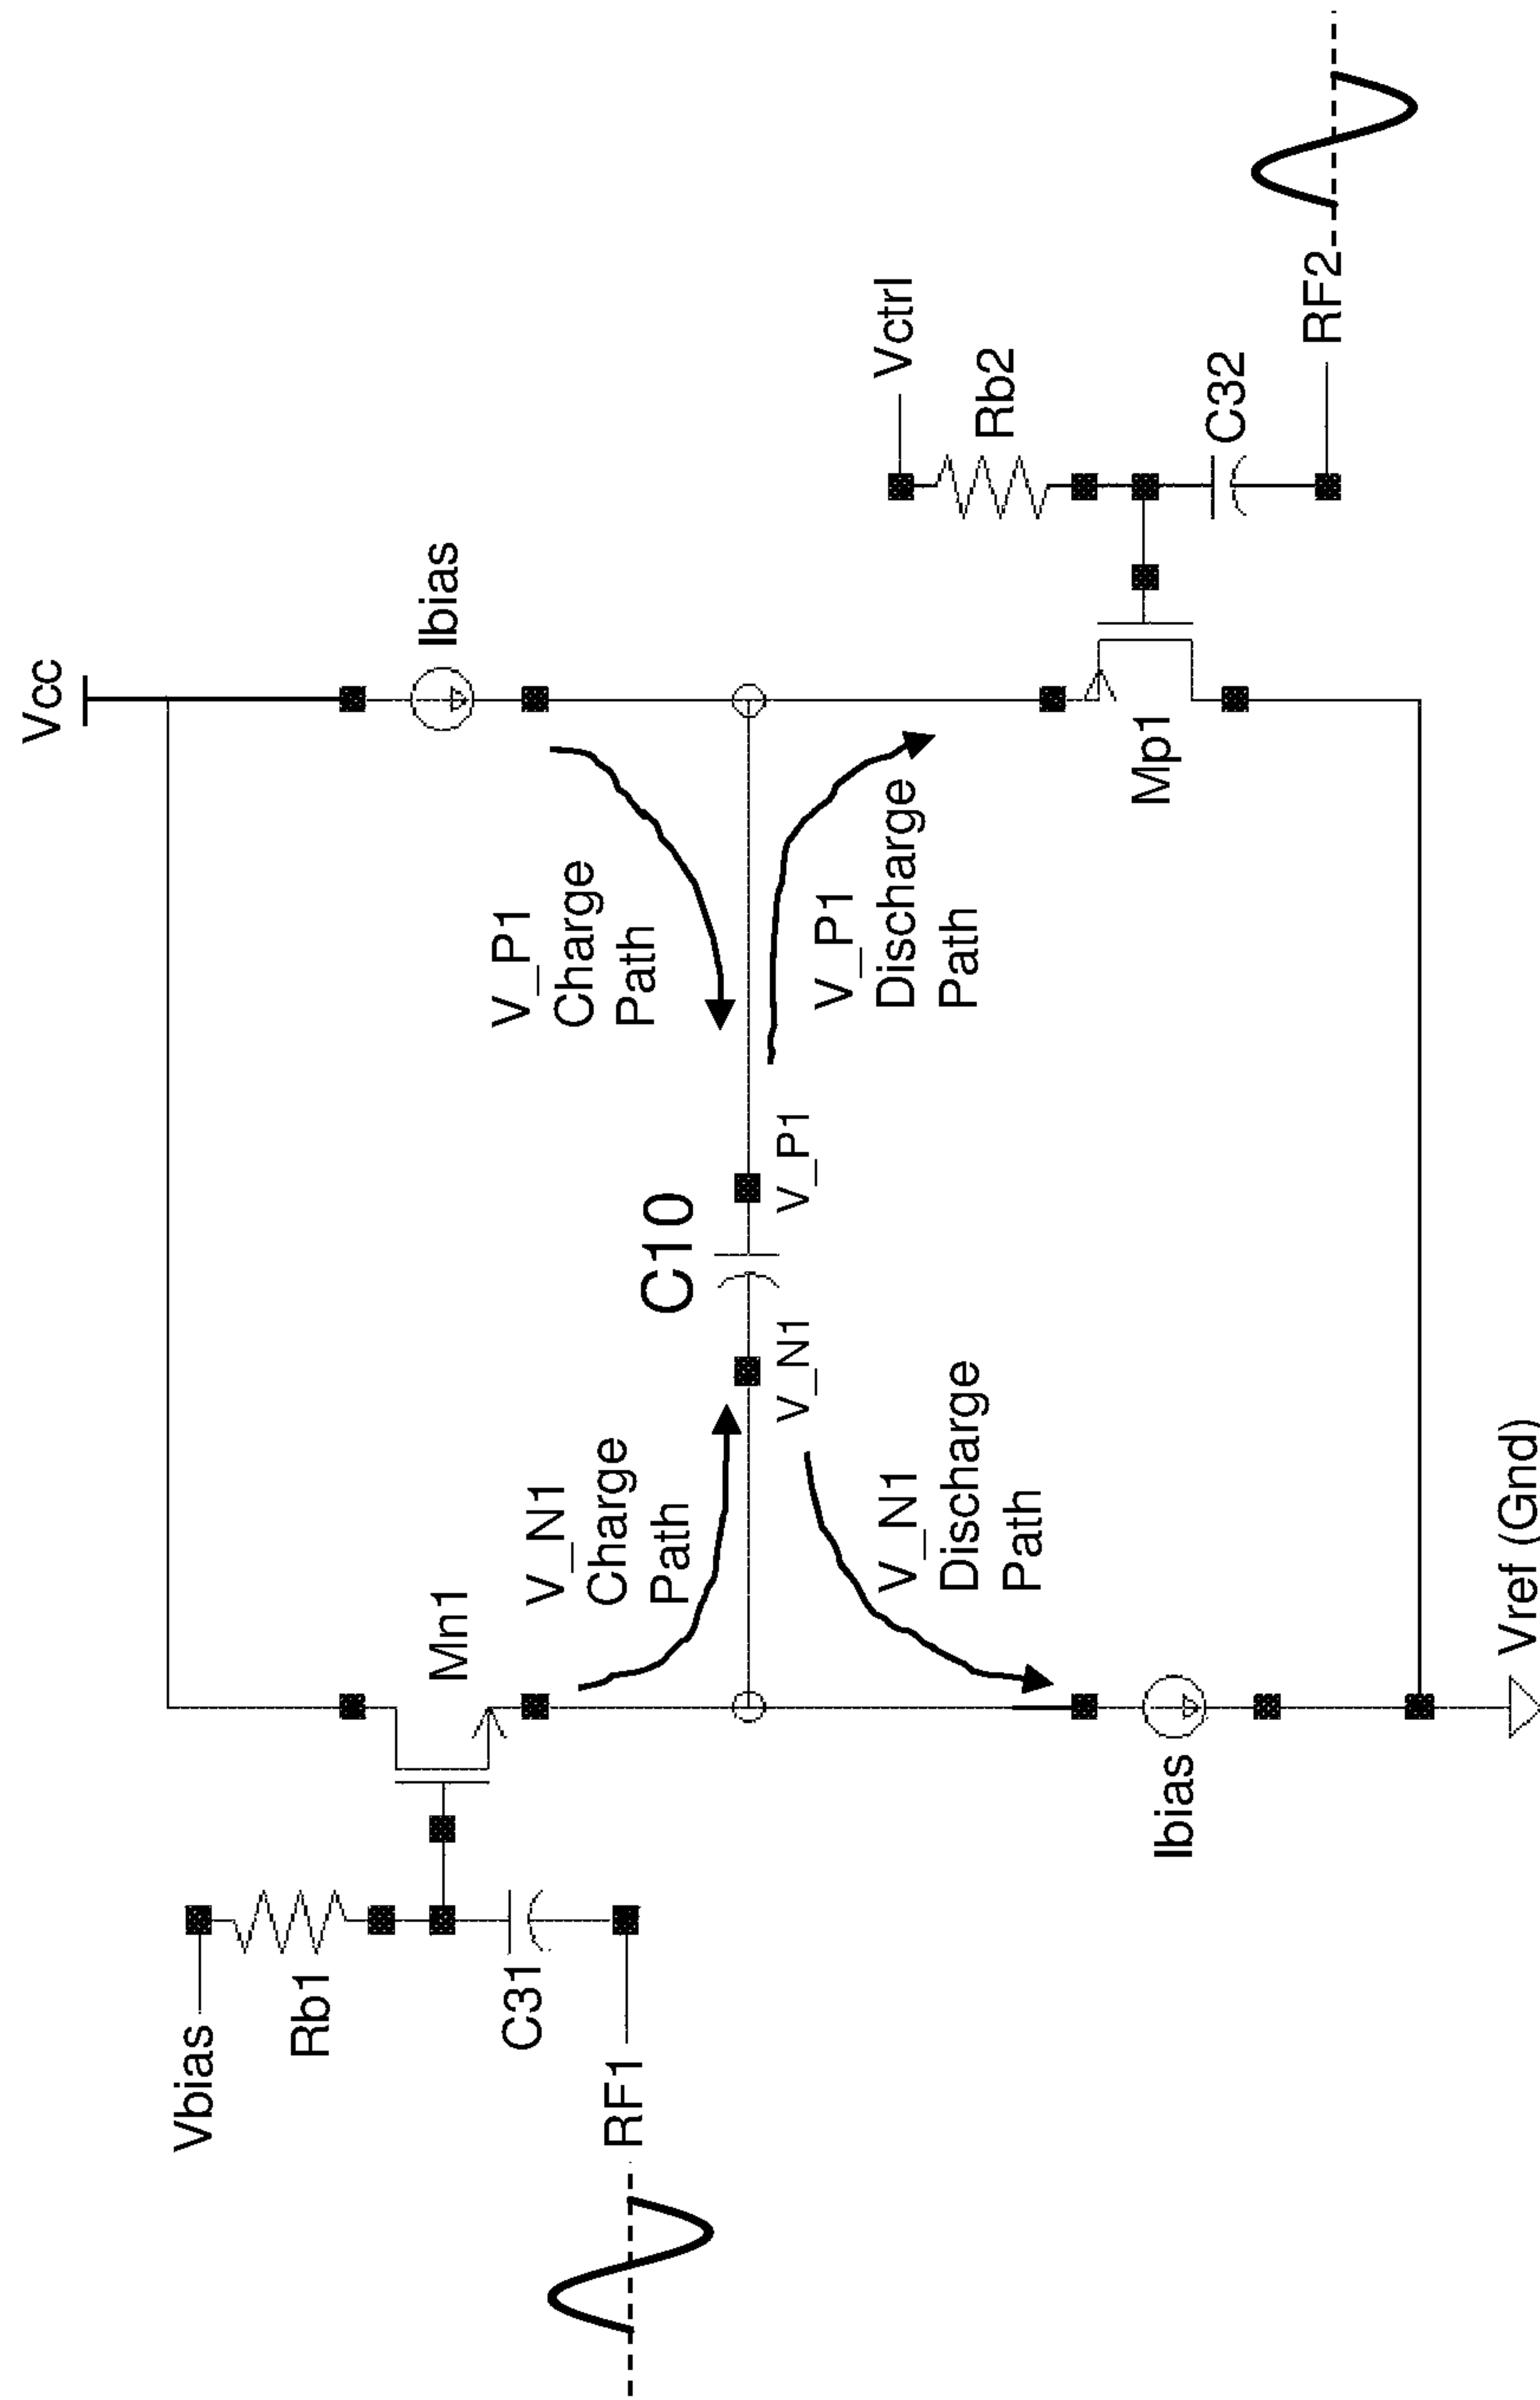 Vcc
Vbias
Rb1
C31
RF1
Mn1
V_N1
Charge
Path
V_N1
Discharge
Path
Ibias
Vref (Gnd)
C10
V_N1
V_P1
Ibias
V_P1
Charge
Path
V_P1
Discharge
Path
Mp1
Vctrl
Rb2
C32
RF2